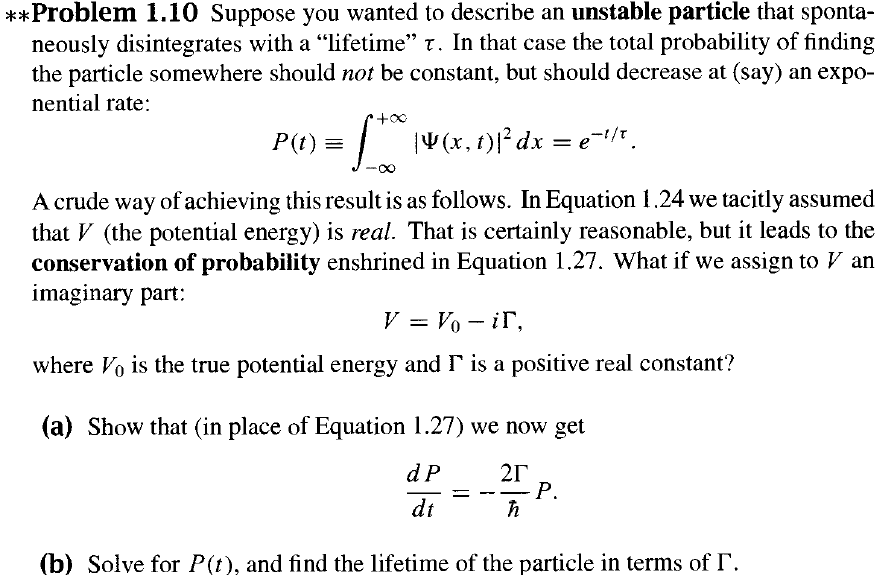 **Problem 1.10 Suppose you wanted to describe an unstable particle that sponta-
neously disintegrates with a “lifetime” τ. In that case the total probability of finding
the particle somewhere should not be constant, but should decrease at (say) an expo-
nential rate:
P(t) ≡ ∫_{-∞}^{+∞} |Ψ(x, t)|² dx = e^{-t/τ}.
A crude way of achieving this result is as follows. In Equation 1.24 we tacitly assumed
that V (the potential energy) is real. That is certainly reasonable, but it leads to the
conservation of probability enshrined in Equation 1.27. What if we assign to V an
imaginary part:
V = V₀ − iΓ,
where V₀ is the true potential energy and Γ is a positive real constant?
(a) Show that (in place of Equation 1.27) we now get
dP/dt = −(2Γ/ħ) P.
(b) Solve for P(t), and find the lifetime of the particle in terms of Γ.